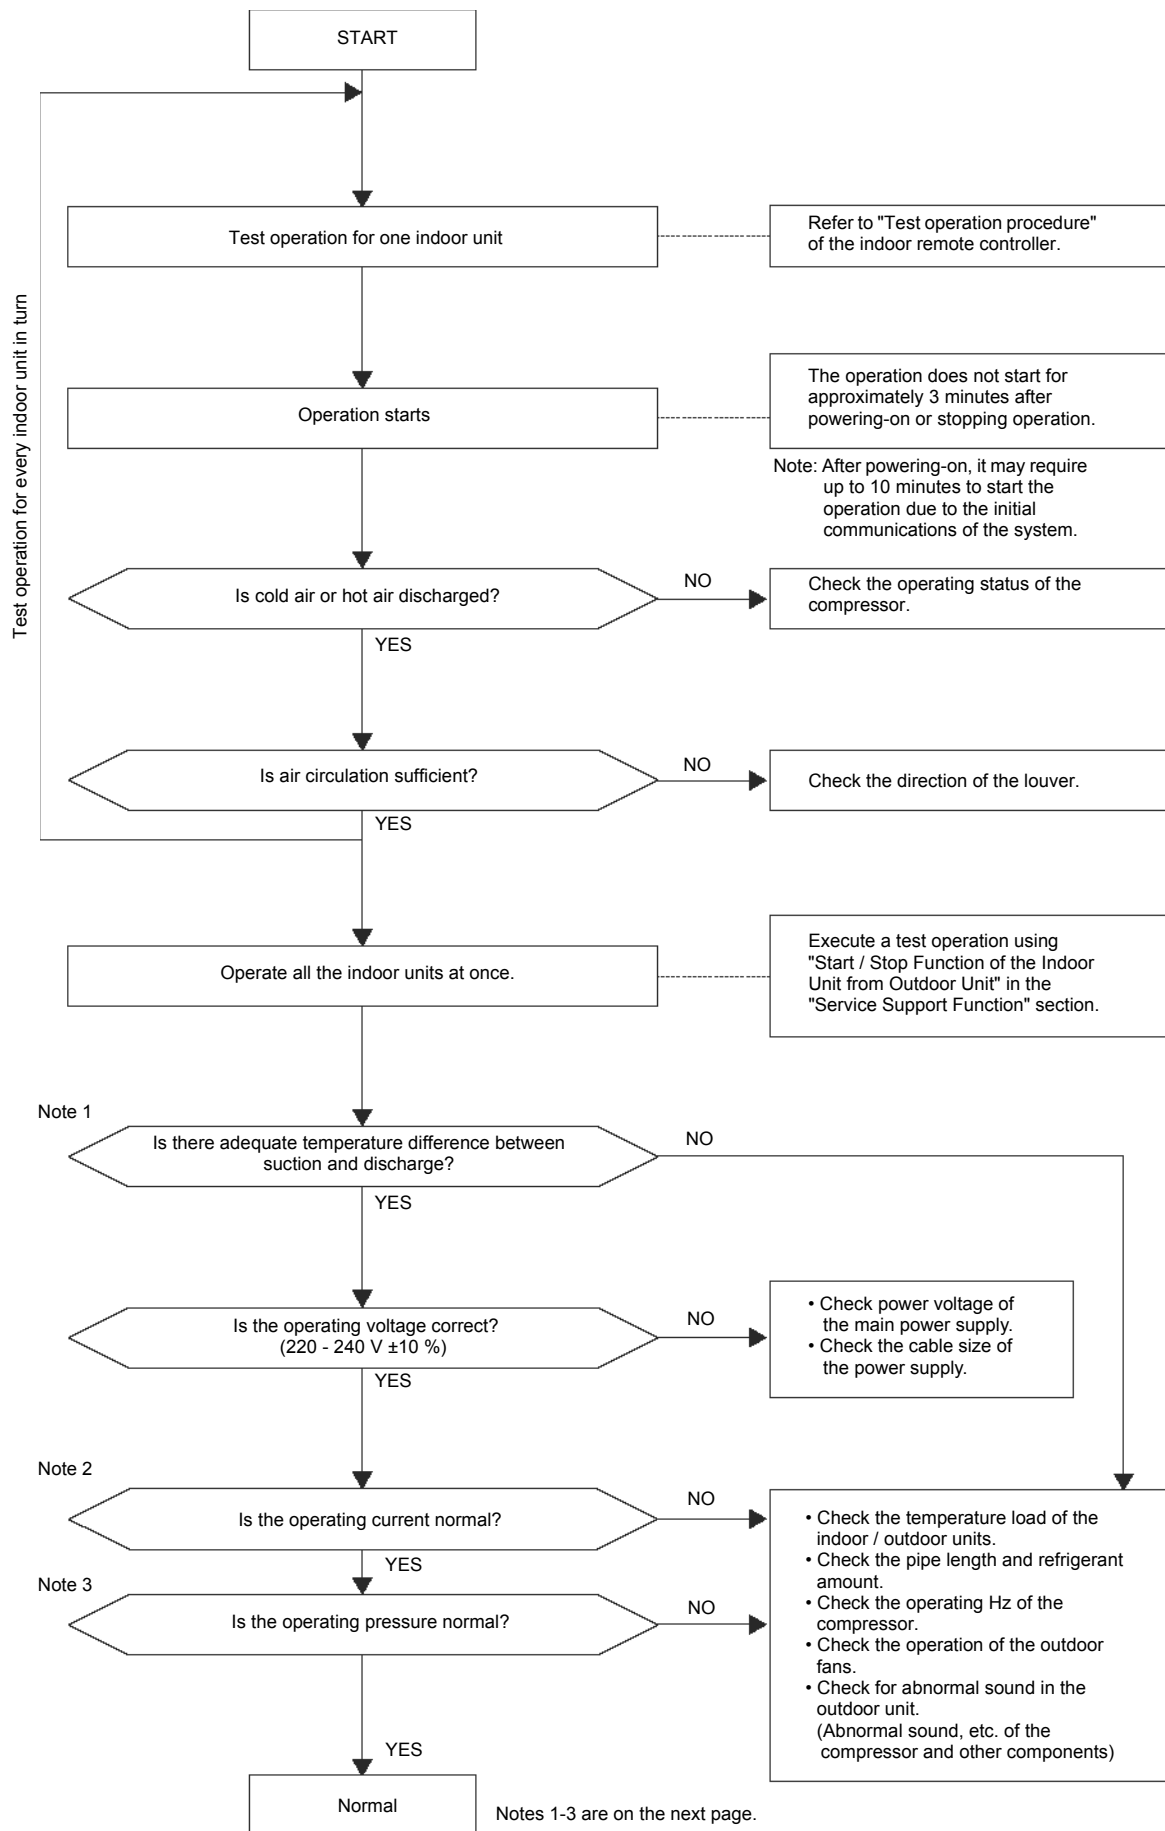 START
Test operation for every indoor unit in turn
Test operation for one indoor unit
Refer to "Test operation procedure"
of the indoor remote controller.
Operation starts
The operation does not start for
approximately 3 minutes after
powering-on or stopping operation.
Note: After powering-on, it may require
up to 10 minutes to start the
operation due to the initial
communications of the system.
Is cold air or hot air discharged?
NO
Check the operating status of the
compressor.
YES
Is air circulation sufficient?
NO
Check the direction of the louver.
YES
Operate all the indoor units at once.
Execute a test operation using
"Start / Stop Function of the Indoor
Unit from Outdoor Unit" in the
"Service Support Function" section.
Note 1
Is there adequate temperature difference between
suction and discharge?
NO
YES
Is the operating voltage correct?
(220 - 240 V ±10 %)
NO
• Check power voltage of
the main power supply.
• Check the cable size of
the power supply.
YES
Note 2
Is the operating current normal?
NO
YES
Note 3
Is the operating pressure normal?
NO
• Check the temperature load of the
indoor / outdoor units.
• Check the pipe length and refrigerant
amount.
• Check the operating Hz of the
compressor.
• Check the operation of the outdoor
fans.
• Check for abnormal sound in the
outdoor unit.
(Abnormal sound, etc. of the
compressor and other components)
YES
Normal
Notes 1-3 are on the next page.